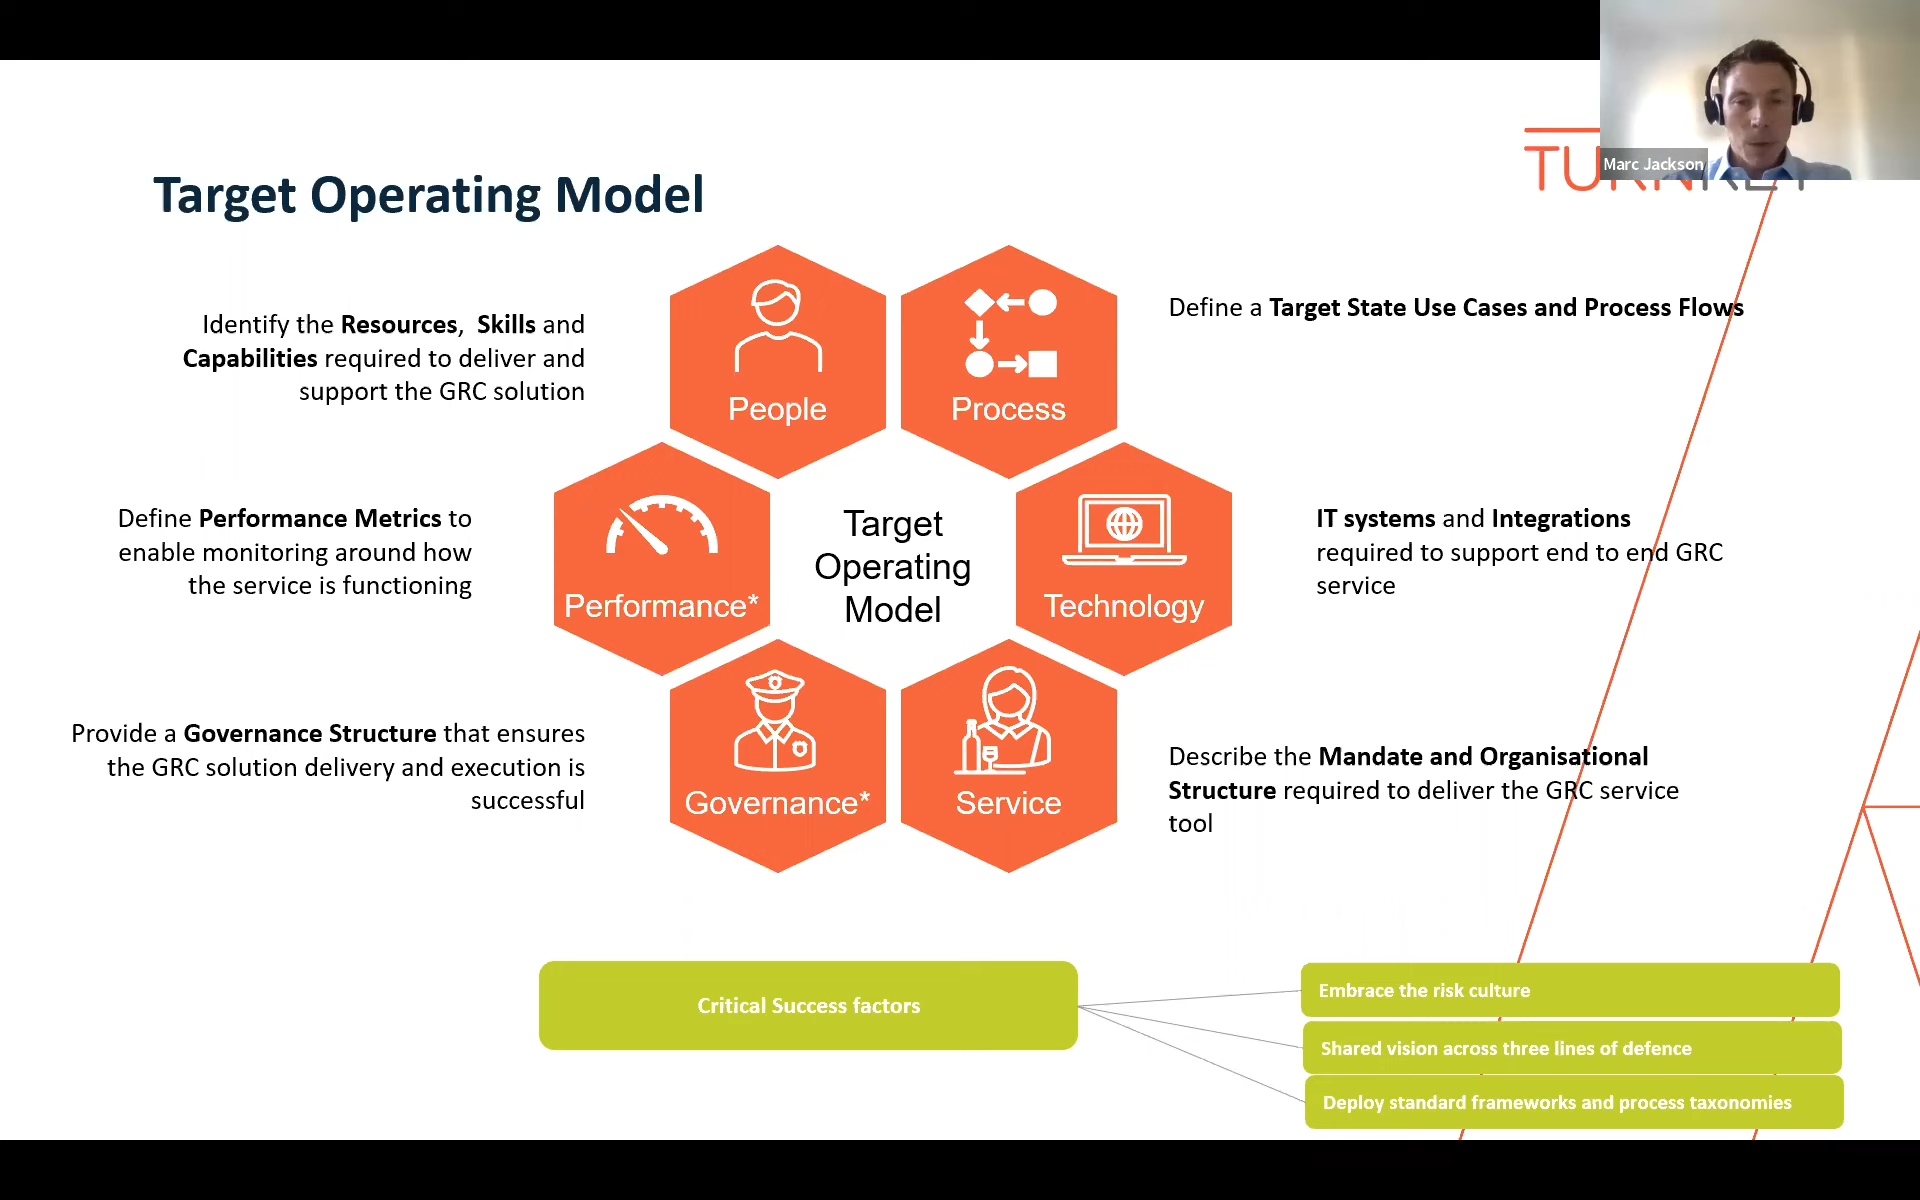 Marc Jackson
Target Operating Model
Identify the Resources, Skills and
Capabilities required to deliver and
support the GRC solution
People
Process
Define a Target State Use Cases and Process Flows
Define Performance Metrics to
enable monitoring around how
the service is functioning
Performance*
Target
Operating
Model
Technology
IT systems and Integrations
required to support end to end GRC
service
Provide a Governance Structure that ensures
the GRC solution delivery and execution is
successful
Governance*
Service
Describe the Mandate and Organisational
Structure required to deliver the GRC service
tool
Critical Success factors
Embrace the risk culture
Shared vision across three lines of defence
Deploy standard frameworks and process taxonomies